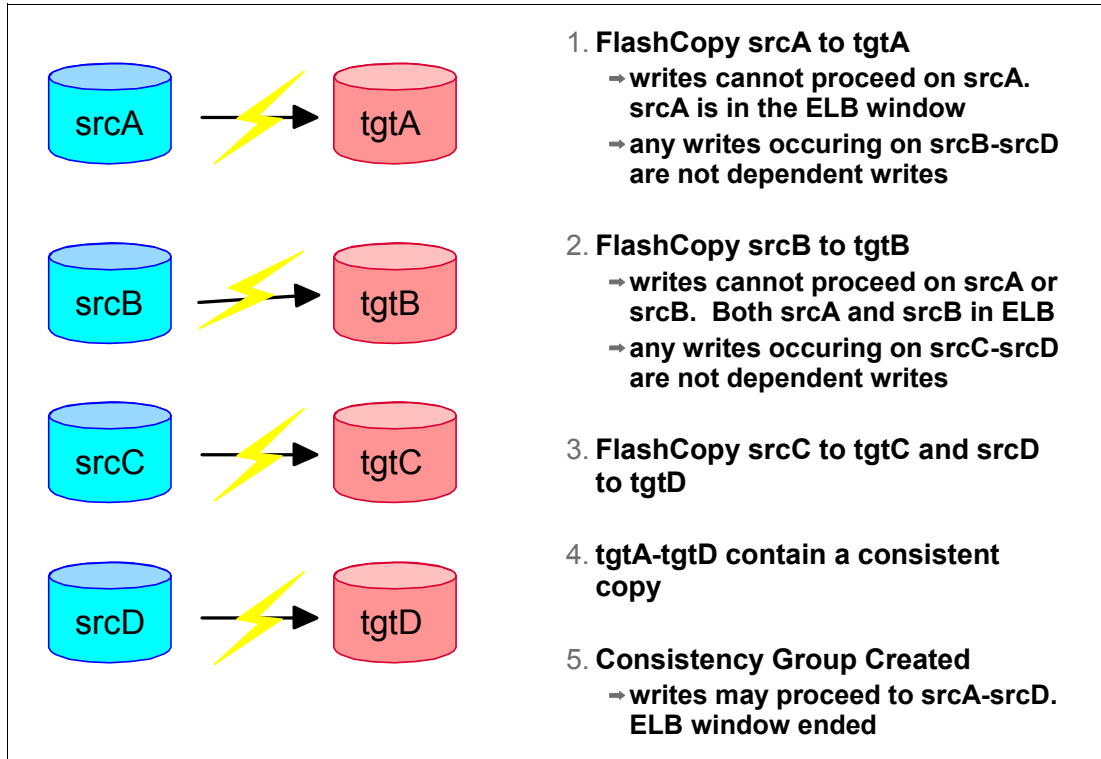 srcA
tgtA
srcB
tgtB
srcC
tgtC
srcD
tgtD
1. FlashCopy srcA to tgtA
➡ writes cannot proceed on srcA.
srcA is in the ELB window
➡ any writes occuring on srcB-srcD
are not dependent writes
2. FlashCopy srcB to tgtB
➡ writes cannot proceed on srcA or
srcB. Both srcA and srcB in ELB
➡ any writes occuring on srcC-srcD
are not dependent writes
3. FlashCopy srcC to tgtC and srcD
to tgtD
4. tgtA-tgtD contain a consistent
copy
5. Consistency Group Created
➡ writes may proceed to srcA-srcD.
ELB window ended